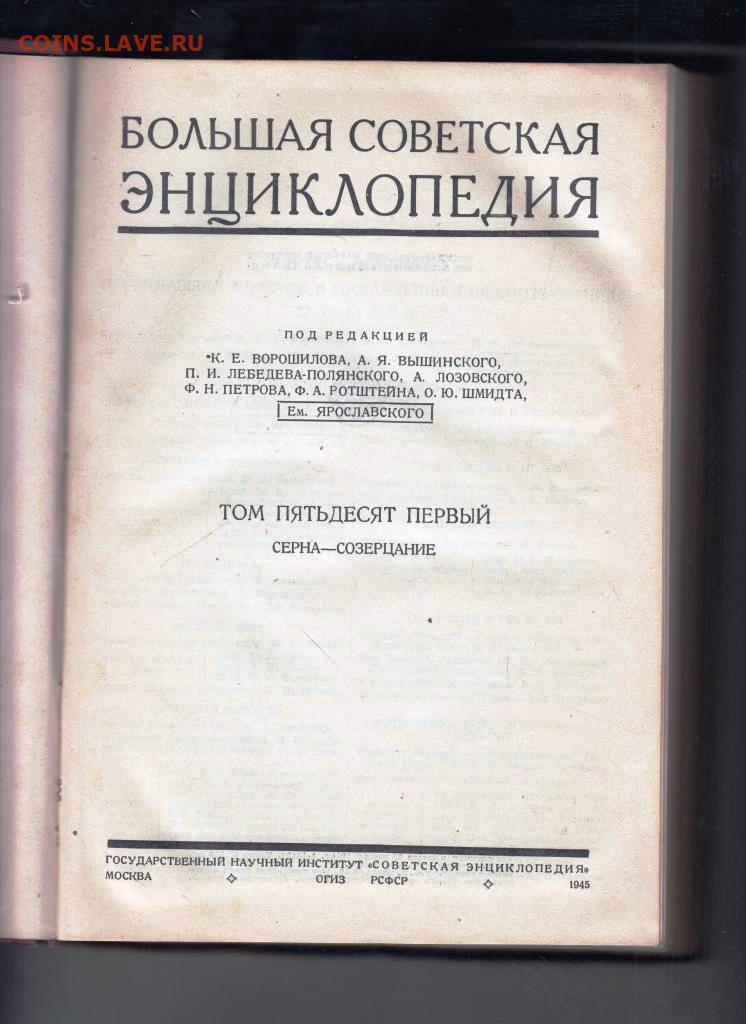 COINS.LAVE.RU
БОЛЬШАЯ СОВЕТСКАЯ
ЭНЦИКЛОПЕДИЯ
ПОД РЕДАКЦИЕЙ
К. Е. ВОРОШИЛОВА, А. Я. ВЫШИНСКОГО,
П. И. ЛЕБЕДЕВА-ПОЛЯНСКОГО, А. ЛОЗОВСКОГО,
Ф. Н. ПЕТРОВА, Ф. А. РОТШТЕЙНА, О. Ю. ШМИДТА,
Ем. ЯРОСЛАВСКОГО
ТОМ ПЯТЬДЕСЯТ ПЕРВЫЙ
СЕРНА—СОЗЕРЦАНИЕ
ГОСУДАРСТВЕННЫЙ НАУЧНЫЙ ИНСТИТУТ «СОВЕТСКАЯ ЭНЦИКЛОПЕДИЯ»
МОСКВА ОГИЗ РСФСР 1945